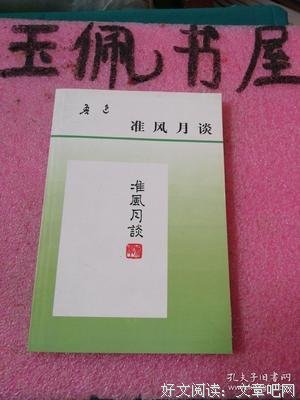 玉佩书屋
鲁迅
准风月谈
准風月談
孔夫子旧书网
好文阅读：文章吧网